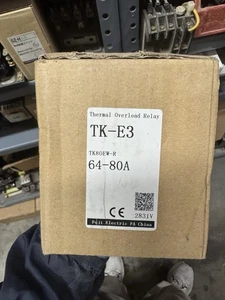 Thermal Overload Relay
TK-E3
TK80EW-R
64-80A
CE
2831V
Fuji Electric FA China